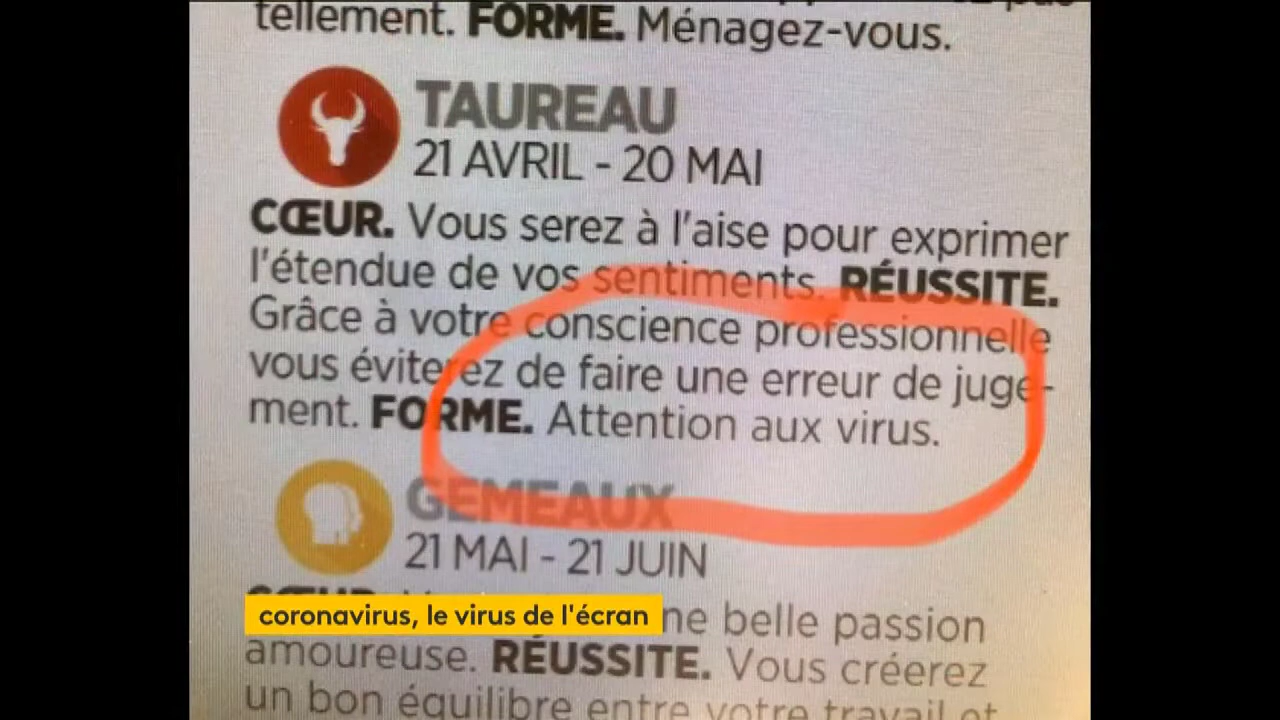 tellement. FORME. Ménagez-vous.
TAUREAU
21 AVRIL - 20 MAI
CŒUR. Vous serez à l'aise pour exprimer
l'étendue de vos sentiments. RÉUSSITE.
Grâce à votre conscience professionnelle
vous éviterez de faire une erreur de juge-
ment. FORME. Attention aux virus.
GEMEAUX
21 MAI - 21 JUIN
coronavirus, le virus de l'écran
belle passion
amoureuse. RÉUSSITE. Vous créerez
un bon équilibre entre votre travail et